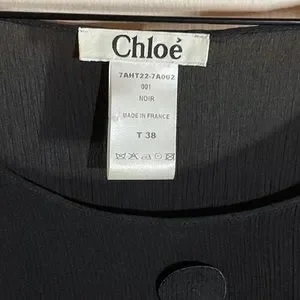 Chloé
7AHT22-7A062
001
NOIR
MADE IN FRANCE
T 38